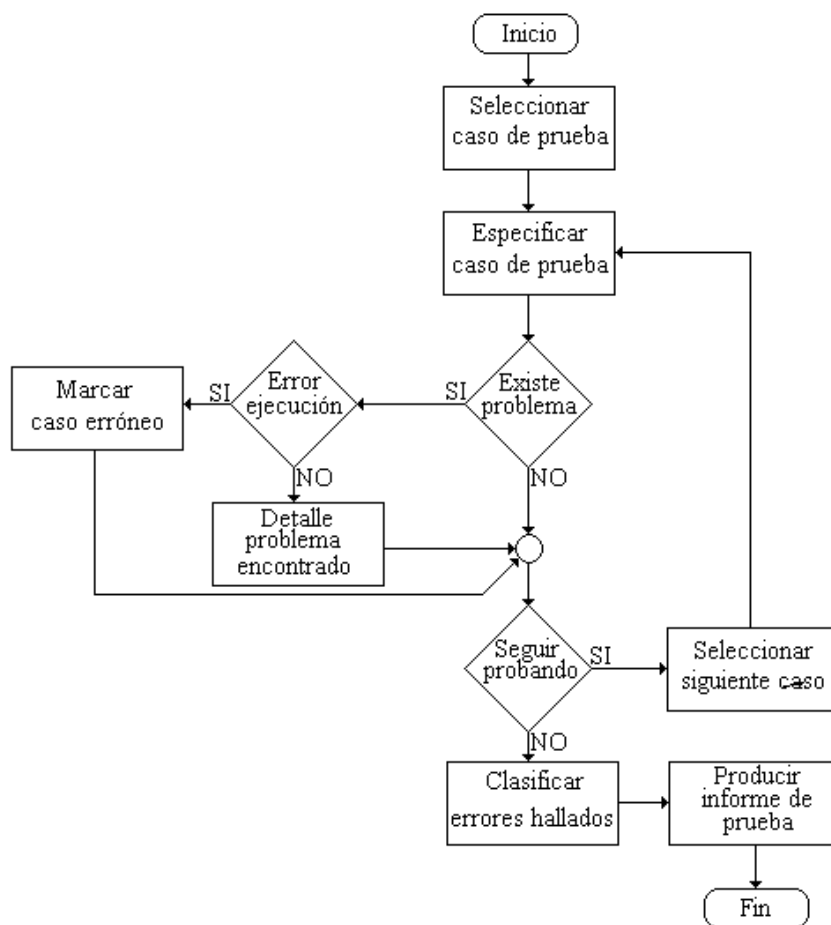 Inicio
Seleccionar
caso de prueba
Especificar
caso de prueba
Existe
problema
SI
Error
ejecución
SI
Marcar
caso erróneo
NO
NO
Detalle
problema
encontrado
Seguir
probando
SI
Seleccionar
siguiente caso
NO
Clasificar
errores hallados
Producir
informe de
prueba
Fin